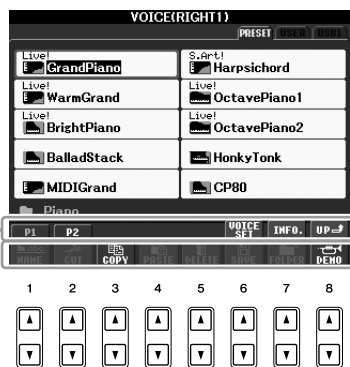 VOICE(RIGHT1)
PRESET USER USB1
Live!
GrandPiano
S.Art!
Harpsichord
Live!
WarmGrand
Live!
OctavePiano1
Live!
BrightPiano
Live!
OctavePiano2
BalladStack
HonkyTonk
MIDIGrand
CP80
Piano
P1 P2 VOICE SET INFO. UP
NAME CUT COPY PASTE DELETE SAVE FOLDER DEMO
1 2 3 4 5 6 7 8